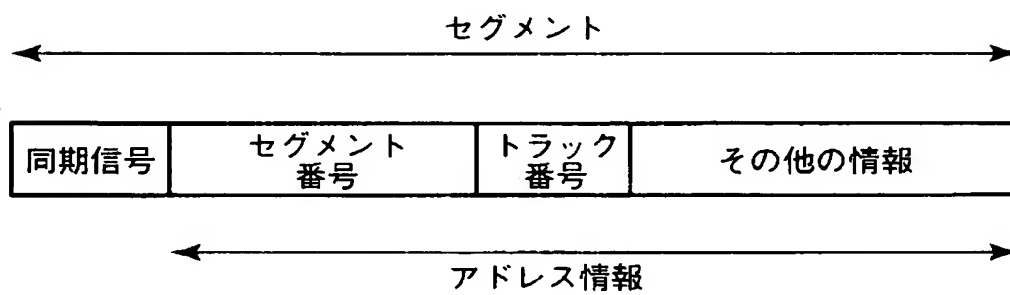 セグメント
同期信号
セグメント
番号
トラック
番号
その他の情報
アドレス情報